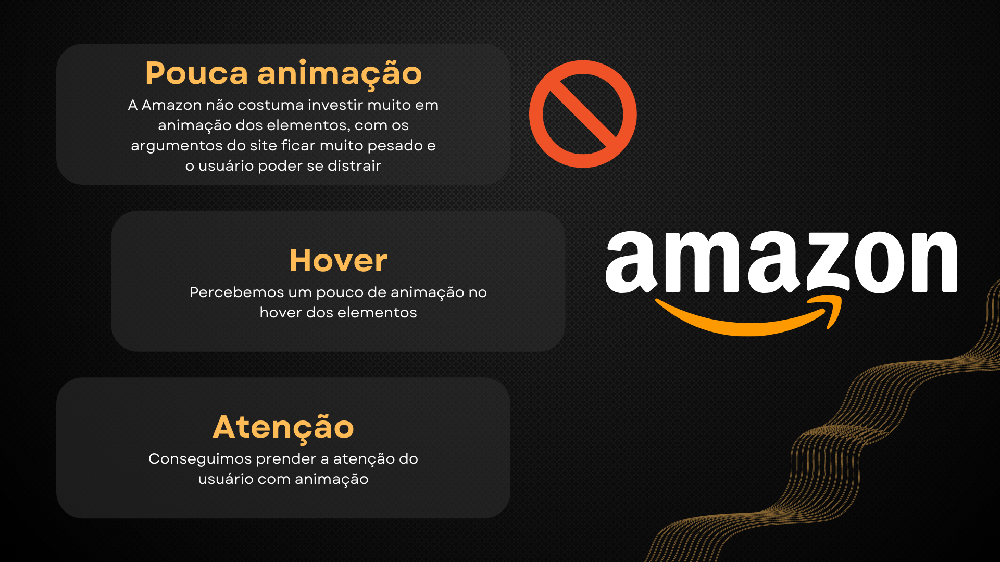 Pouca animação
A Amazon não costuma investir muito em
animação dos elementos, com os
argumentos do site ficar muito pesado e
o usuário poder se distrair
Hover
Percebemos um pouco de animação no
hover dos elementos
amazon
Atenção
Conseguimos prender a atenção do
usuário com animação